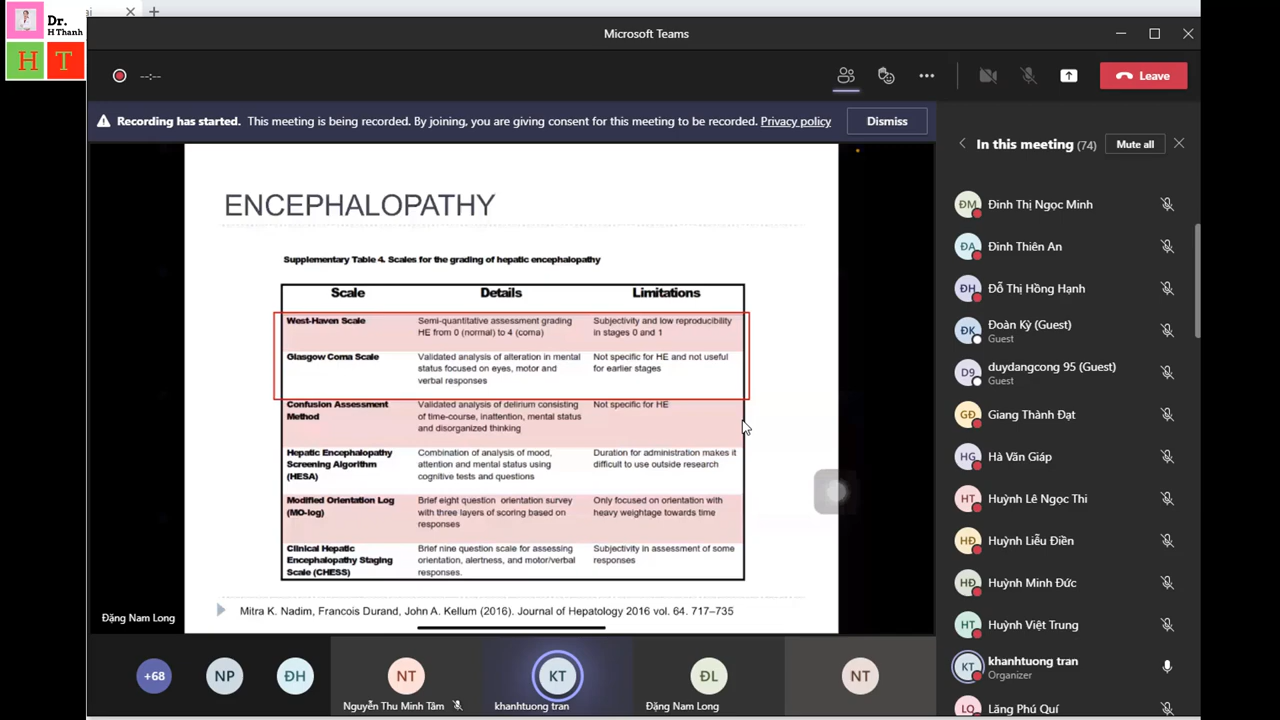 Dr.
H Thanh
H T
ai
Microsoft Teams
--:--
Leave
Recording has started. This meeting is being recorded. By joining, you are giving consent for this meeting to be recorded. Privacy policy
Dismiss
In this meeting (74)
Mute all
ENCEPHALOPATHY
Supplementary Table 4. Scales for the grading of hepatic encephalopathy
Scale Details Limitations
West-Haven Scale
Semi-quantitative assessment grading
HE from 0 (normal) to 4 (coma)
Subjectivity and low reproducibility
in stages 0 and 1
Glasgow Coma Scale
Validated analysis of alteration in mental
status focused on eyes, motor and
verbal responses
Not specific for HE and not useful
for earlier stages
Confusion Assessment
Method
Validated analysis of delirium consisting
of time-course, inattention, mental status
and disorganized thinking
Not specific for HE
Hepatic Encephalopathy
Screening Algorithm
(HESA)
Combination of analysis of mood,
attention and mental status using
cognitive tests and questions
Duration for administration makes it
difficult to use outside research
Modified Orientation Log
(MO-log)
Brief eight question orientation survey
with three layers of scoring based on
responses
Only focused on orientation with
heavy weightage towards time
Clinical Hepatic
Encephalopathy Staging
Scale (CHESS)
Brief nine question scale for assessing
orientation, alertness, and motor/verbal
responses.
Subjectivity in assessment of some
responses
Mitra K. Nadim, Francois Durand, John A. Kellum (2016). Journal of Hepatology 2016 vol. 64. 717–735
Đặng Nam Long
+68
NP
ĐH
NT
Nguyễn Thu Minh Tâm
KT
khanhtuong tran
ĐL
Đặng Nam Long
NT
ĐM
Đinh Thị Ngọc Minh
ĐA
Đinh Thiên An
ĐH
Đỗ Thị Hồng Hạnh
ĐK
Đoàn Kỳ (Guest)
Guest
D9
duydangcong 95 (Guest)
Guest
GĐ
Giang Thành Đạt
HG
Hà Văn Giáp
HT
Huỳnh Lê Ngọc Thi
HĐ
Huỳnh Liễu Điền
HĐ
Huỳnh Minh Đức
HT
Huỳnh Việt Trung
KT
khanhtuong tran
Organizer
LQ
Lăng Phú Quí